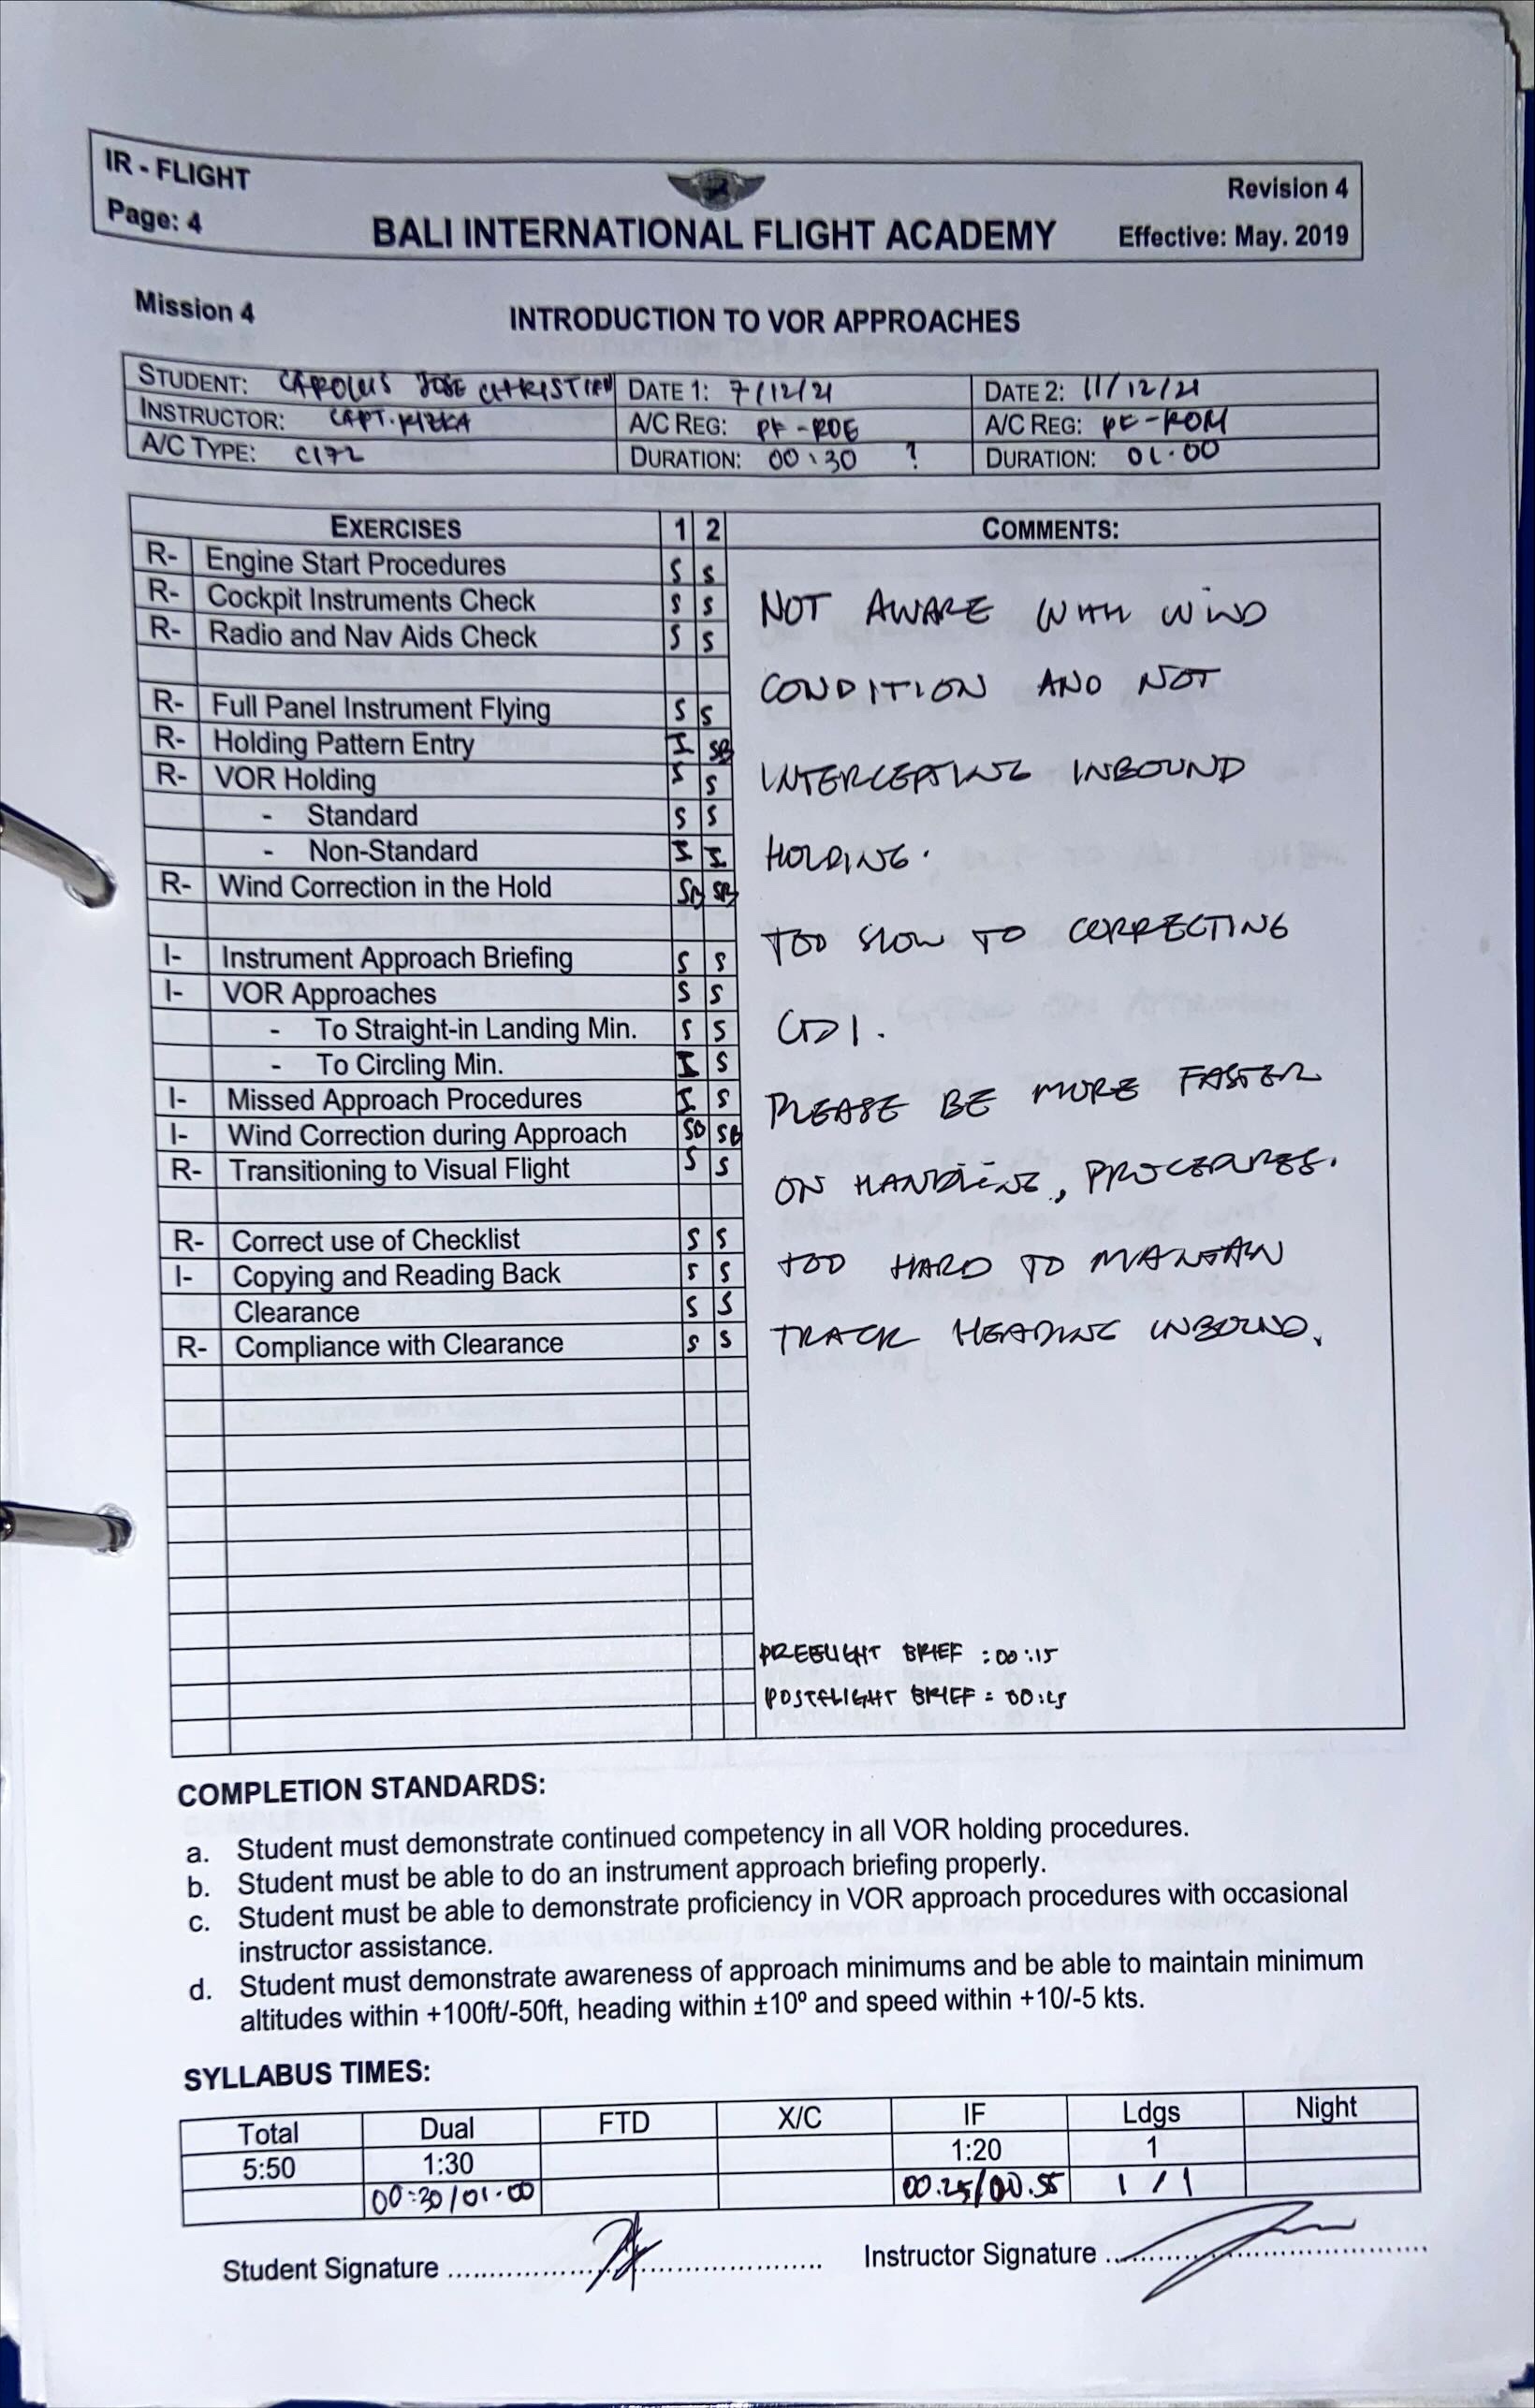 IR - FLIGHT
Revision 4
Page: 4
BALI INTERNATIONAL FLIGHT ACADEMY
Effective: May. 2019
Mission 4
INTRODUCTION TO VOR APPROACHES
STUDENT: CAROLUS JOSE CHRISTIAN DATE 1: 7/12/21 DATE 2: 11/12/21
INSTRUCTOR: CAPT. A/C REG: PK-ROE A/C REG: PK-ROM
A/C TYPE: C172 DURATION: 00:30 ? DURATION: 01.00
EXERCISES 1 2 COMMENTS:
R- Engine Start Procedures S S
R- Cockpit Instruments Check S S NOT AWARE WITH WIND
R- Radio and Nav Aids Check S S
CONDITION AND NOT
R- Full Panel Instrument Flying S S
R- Holding Pattern Entry I SB
R- VOR Holding S S INTERCEPTING INBOUND
- Standard S S
- Non-Standard I I HOLDING.
R- Wind Correction in the Hold SB SB
TOO SLOW TO CORRECTING
I- Instrument Approach Briefing S S
I- VOR Approaches S S
- To Straight-in Landing Min. S S CDI.
- To Circling Min. I S
I- Missed Approach Procedures I S PLEASE BE MORE FASTER
I- Wind Correction during Approach SB SB
R- Transitioning to Visual Flight S S ON HANDLING, PROCEDURES.
R- Correct use of Checklist S S
I- Copying and Reading Back S S TOO HARD TO MAINTAIN
Clearance S S
R- Compliance with Clearance S S TRACK HEADING INBOUND.
PREFLIGHT BRIEF : 00:15
POSTFLIGHT BRIEF = 00:15
COMPLETION STANDARDS:
a. Student must demonstrate continued competency in all VOR holding procedures.
b. Student must be able to do an instrument approach briefing properly.
c. Student must be able to demonstrate proficiency in VOR approach procedures with occasional
instructor assistance.
d. Student must demonstrate awareness of approach minimums and be able to maintain minimum
altitudes within +100ft/-50ft, heading within ±10º and speed within +10/-5 kts.
SYLLABUS TIMES:
Total Dual FTD X/C IF Ldgs Night
5:50 1:30 1:20 1
00:30/01.00 00.25/00.55 1/1
Student Signature Instructor Signature